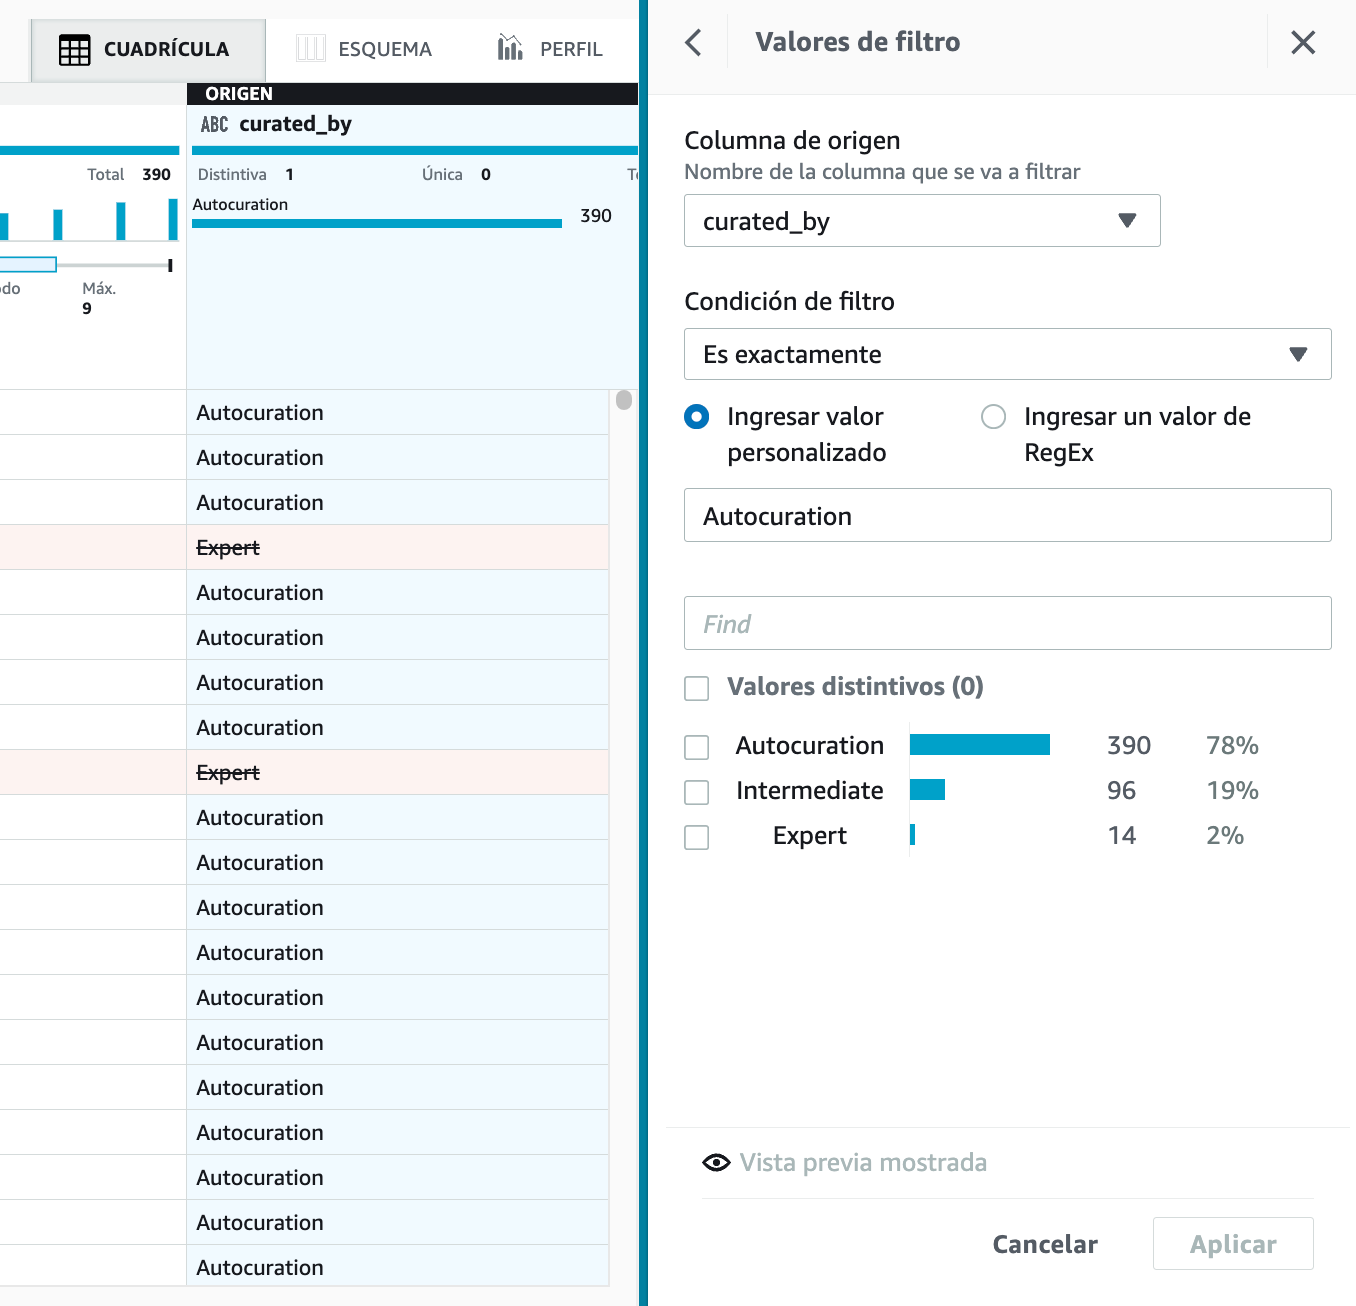 CUADRÍCULA
ESQUEMA
PERFIL
ORIGEN
ABC curated_by
Total 390
Distintiva 1
Única 0
Autocuration
390
Máx.
9
Autocuration
Autocuration
Autocuration
Expert
Autocuration
Autocuration
Autocuration
Autocuration
Expert
Autocuration
Autocuration
Autocuration
Autocuration
Autocuration
Autocuration
Autocuration
Autocuration
Autocuration
Autocuration
Autocuration
Valores de filtro
Columna de origen
Nombre de la columna que se va a filtrar
curated_by
Condición de filtro
Es exactamente
Ingresar valor
personalizado
Ingresar un valor de
RegEx
Autocuration
Find
Valores distintivos (0)
Autocuration 390 78%
Intermediate 96 19%
Expert 14 2%
Vista previa mostrada
Cancelar
Aplicar